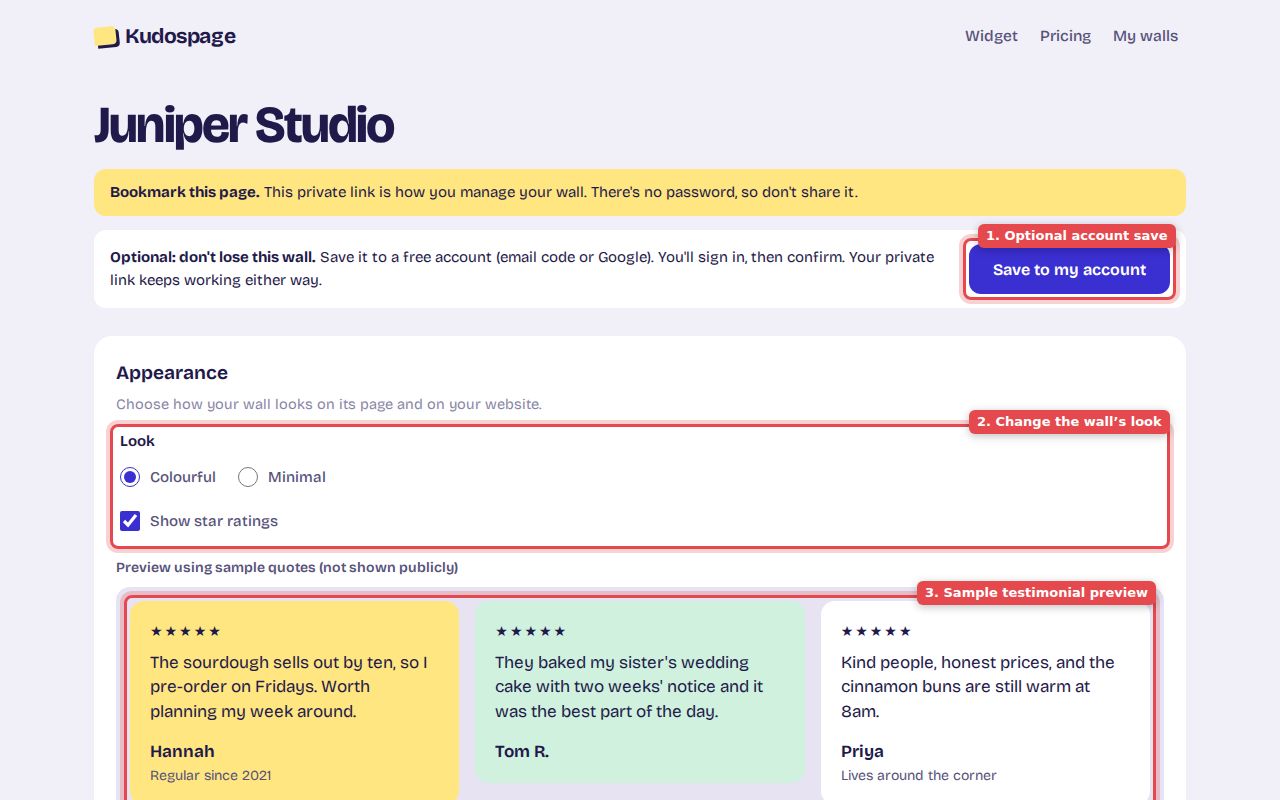 Kudospage
Widget
Pricing
My walls
Juniper Studio
Bookmark this page. This private link is how you manage your wall. There's no password, so don't share it.
1. Optional account save
Optional: don't lose this wall. Save it to a free account (email code or Google). You'll sign in, then confirm. Your private
link keeps working either way.
Save to my account
Appearance
Choose how your wall looks on its page and on your website.
2. Change the wall’s look
Look
Colourful
Minimal
Show star ratings
Preview using sample quotes (not shown publicly)
3. Sample testimonial preview
★★★★★
The sourdough sells out by ten, so I
pre-order on Fridays. Worth
planning my week around.
Hannah
Regular since 2021
★★★★★
They baked my sister's wedding
cake with two weeks' notice and it
was the best part of the day.
Tom R.
★★★★★
Kind people, honest prices, and the
cinnamon buns are still warm at
8am.
Priya
Lives around the corner